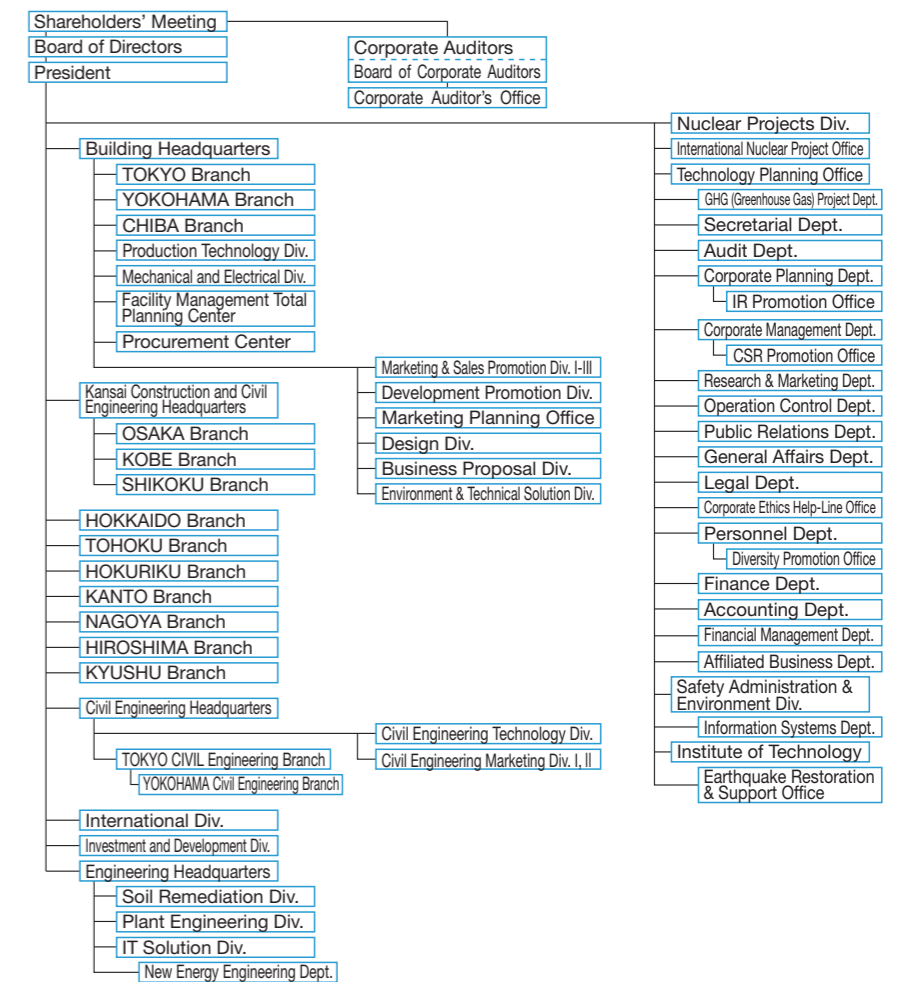 Shareholders’ Meeting
Board of Directors
President
Corporate Auditors
Board of Corporate Auditors
Corporate Auditor’s Office
Building Headquarters
TOKYO Branch
YOKOHAMA Branch
CHIBA Branch
Production Technology Div.
Mechanical and Electrical Div.
Facility Management Total
Planning Center
Procurement Center
Marketing & Sales Promotion Div. I-III
Development Promotion Div.
Marketing Planning Office
Design Div.
Business Proposal Div.
Environment & Technical Solution Div.
Kansai Construction and Civil
Engineering Headquarters
OSAKA Branch
KOBE Branch
SHIKOKU Branch
HOKKAIDO Branch
TOHOKU Branch
HOKURIKU Branch
KANTO Branch
NAGOYA Branch
HIROSHIMA Branch
KYUSHU Branch
Civil Engineering Headquarters
Civil Engineering Technology Div.
Civil Engineering Marketing Div. I, II
TOKYO CIVIL Engineering Branch
YOKOHAMA Civil Engineering Branch
International Div.
Investment and Development Div.
Engineering Headquarters
Soil Remediation Div.
Plant Engineering Div.
IT Solution Div.
New Energy Engineering Dept.
Nuclear Projects Div.
International Nuclear Project Office
Technology Planning Office
GHG (Greenhouse Gas) Project Dept.
Secretarial Dept.
Audit Dept.
Corporate Planning Dept.
IR Promotion Office
Corporate Management Dept.
CSR Promotion Office
Research & Marketing Dept.
Operation Control Dept.
Public Relations Dept.
General Affairs Dept.
Legal Dept.
Corporate Ethics Help-Line Office
Personnel Dept.
Diversity Promotion Office
Finance Dept.
Accounting Dept.
Financial Management Dept.
Affiliated Business Dept.
Safety Administration &
Environment Div.
Information Systems Dept.
Institute of Technology
Earthquake Restoration
& Support Office